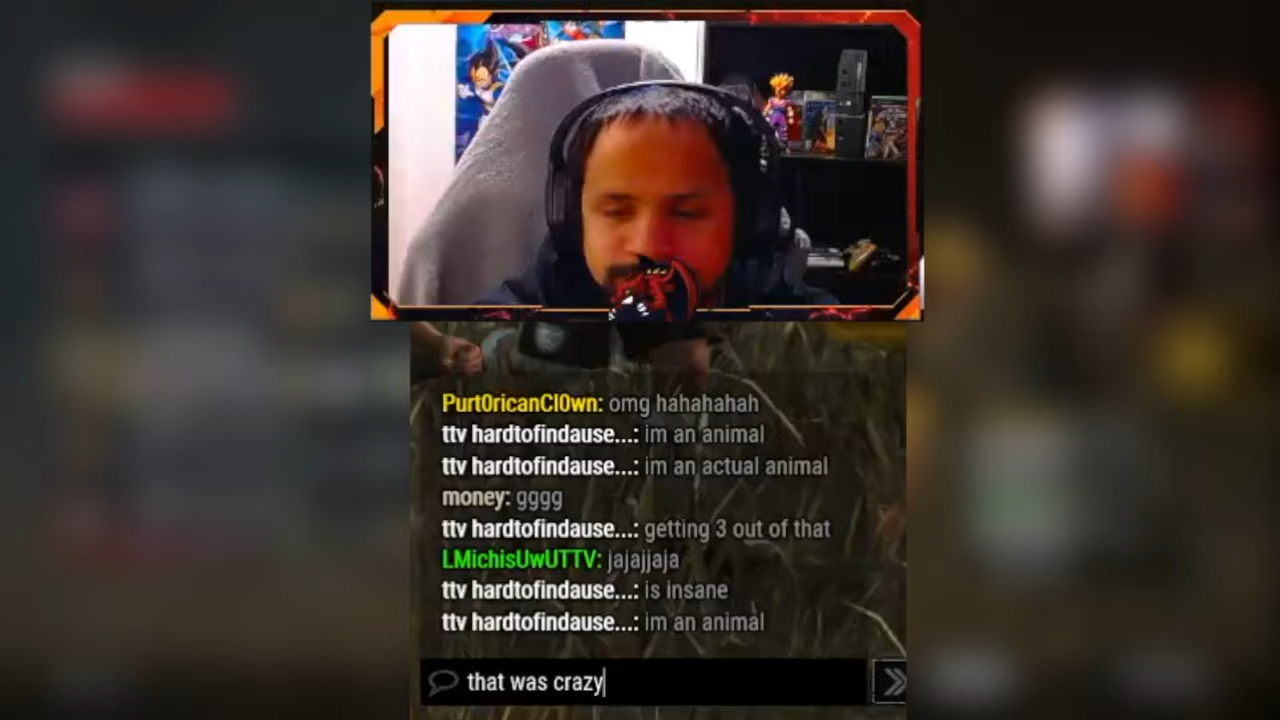 Purt0ricanCl0wn: omg hahahahah
ttv hardtofindause...: im an animal
ttv hardtofindause...: im an actual animal
money: gggg
ttv hardtofindause...: getting 3 out of that
LMichisUwUTTV: jajajjaja
ttv hardtofindause...: is insane
ttv hardtofindause...: im an animal
that was crazy